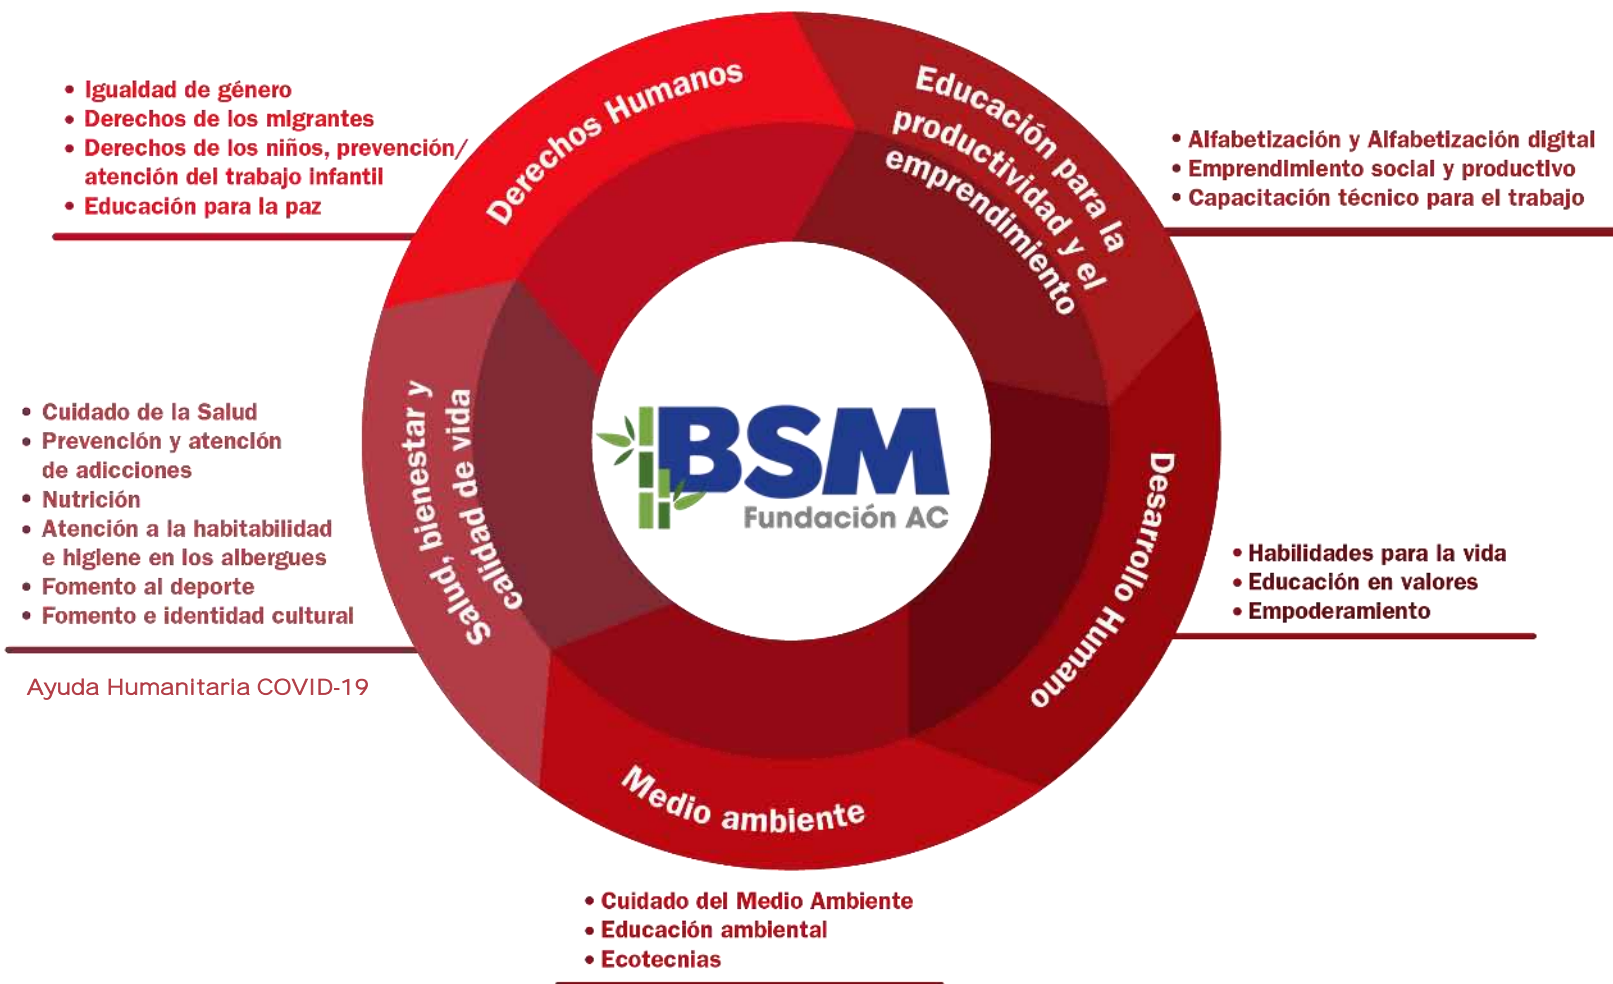 Derechos Humanos
• Igualdad de género
• Derechos de los migrantes
• Derechos de los niños, prevención/
atención del trabajo infantil
• Educación para la paz
Educación para la
productividad y el
emprendimiento
• Alfabetización y Alfabetización digital
• Emprendimiento social y productivo
• Capacitación técnico para el trabajo
Salud, bienestar y
calidad de vida
• Cuidado de la Salud
• Prevención y atención
de adicciones
• Nutrición
• Atención a la habitabilidad
e higiene en los albergues
• Fomento al deporte
• Fomento e identidad cultural
Ayuda Humanitaria COVID-19
BSM
Fundación AC
Desarrollo Humano
• Habilidades para la vida
• Educación en valores
• Empoderamiento
Medio ambiente
• Cuidado del Medio Ambiente
• Educación ambiental
• Ecotecnias